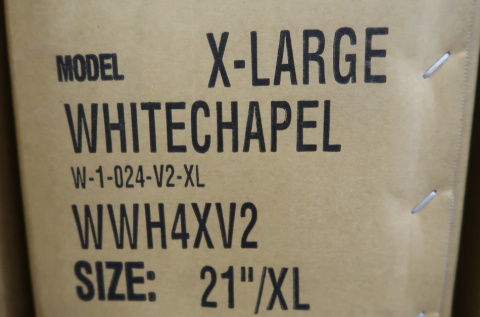 MODEL X-LARGE
WHITECHAPEL
W-1-024-V2-XL
WWH4XV2
SIZE: 21"/XL